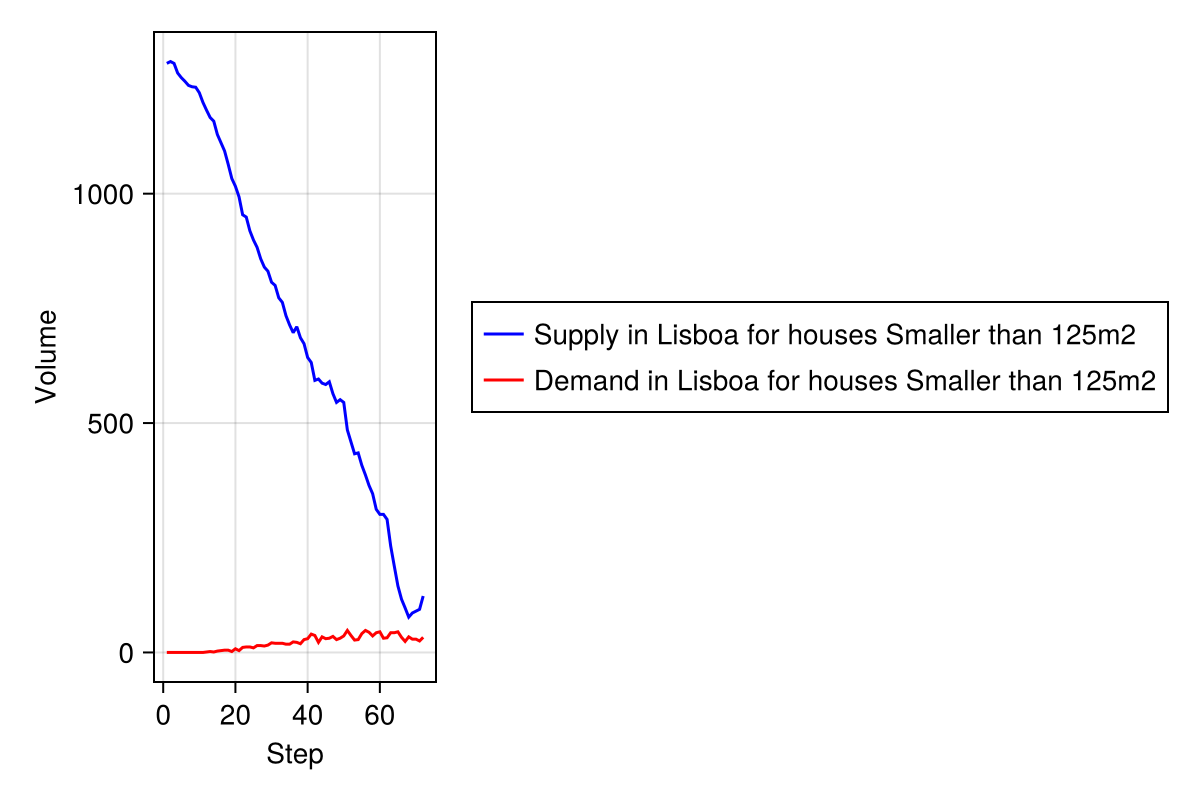 Volume
1000
500
0
0 20 40 60
Step
Supply in Lisboa for houses Smaller than 125m2
Demand in Lisboa for houses Smaller than 125m2